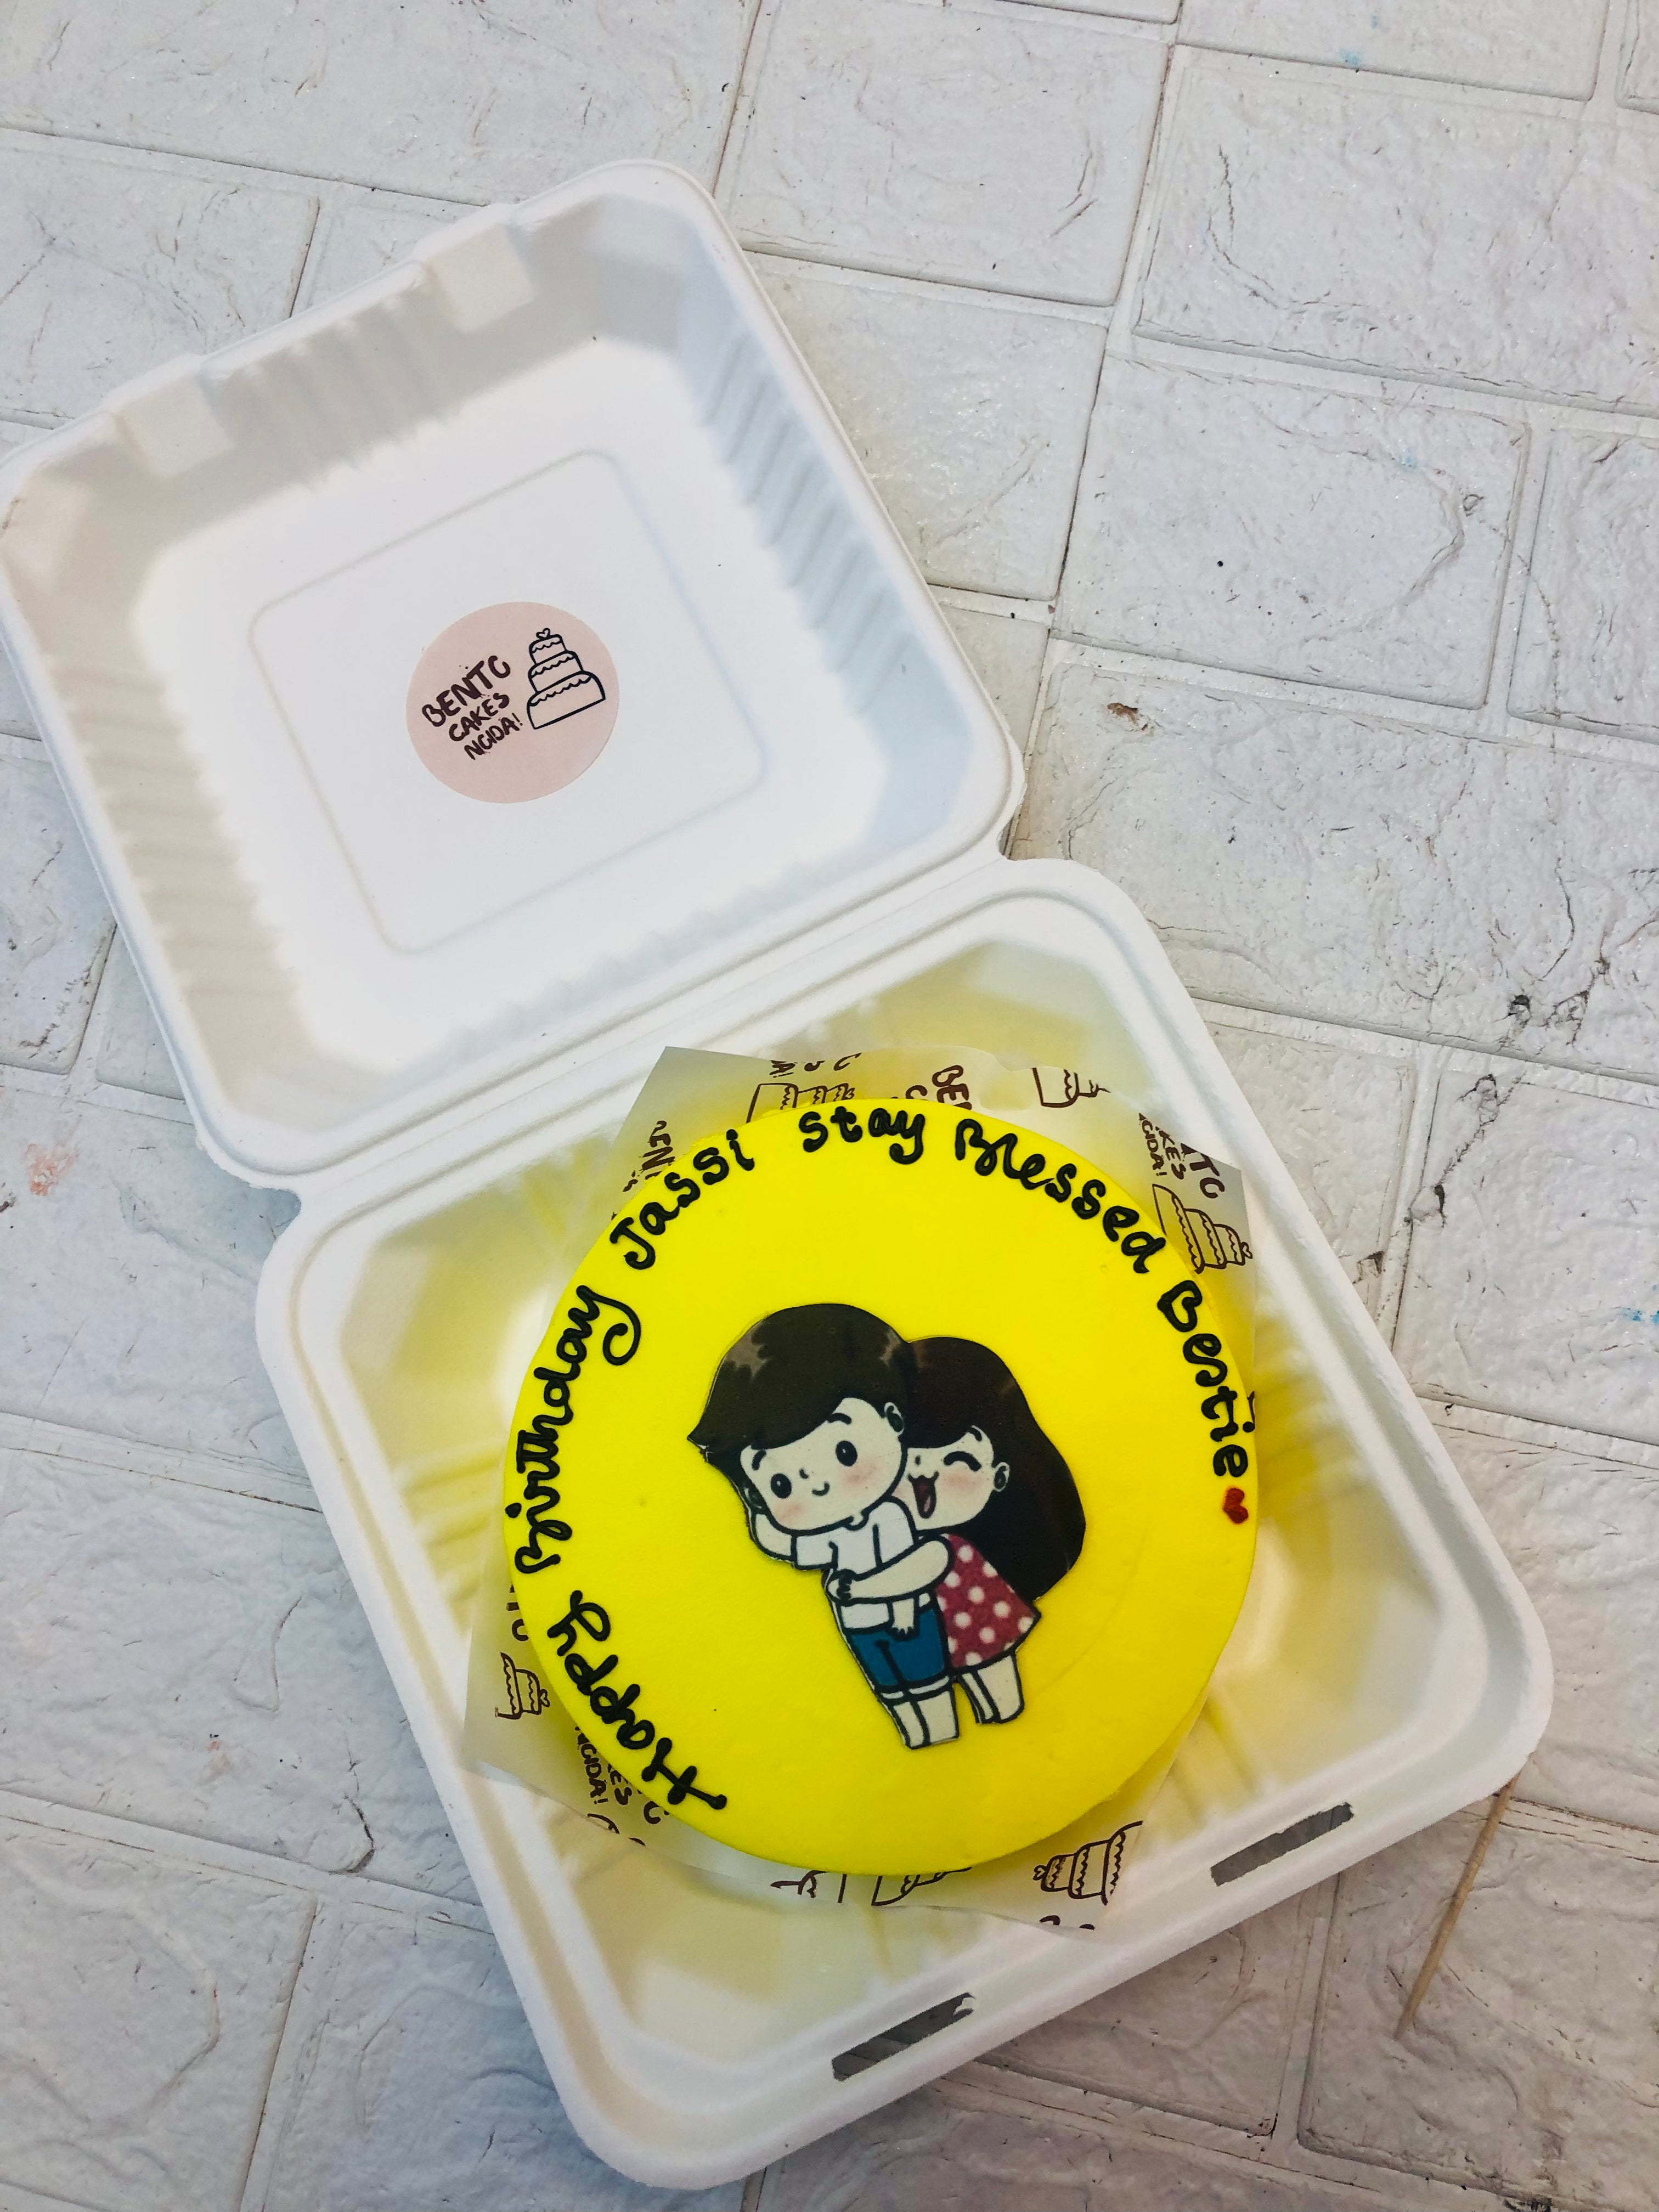 BENTO
CAKES
NOIDA!
Happy Birthday Jassi Stay Blessed Bestie